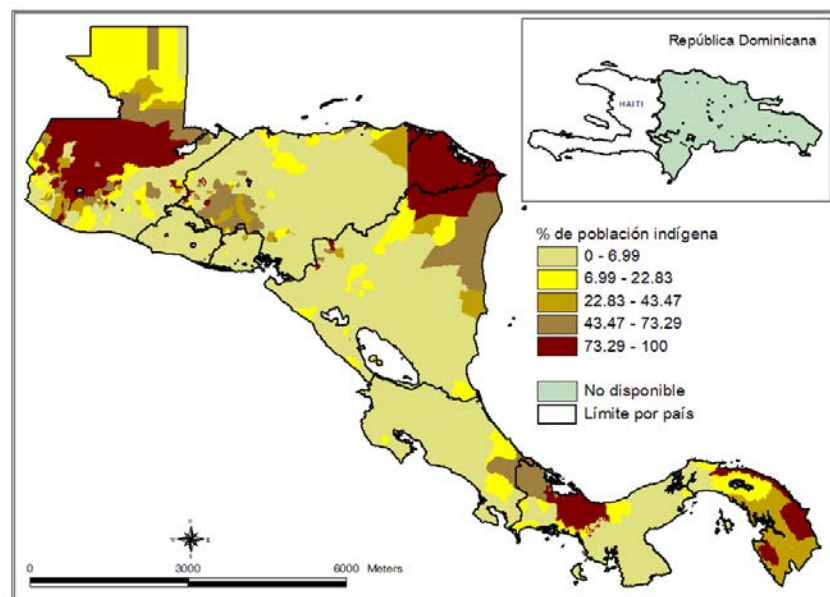 República Dominicana
HAITI
% de población indígena
0 - 6.99
6.99 - 22.83
22.83 - 43.47
43.47 - 73.29
73.29 - 100
No disponible
Límite por país
0 3000 6000 Meters